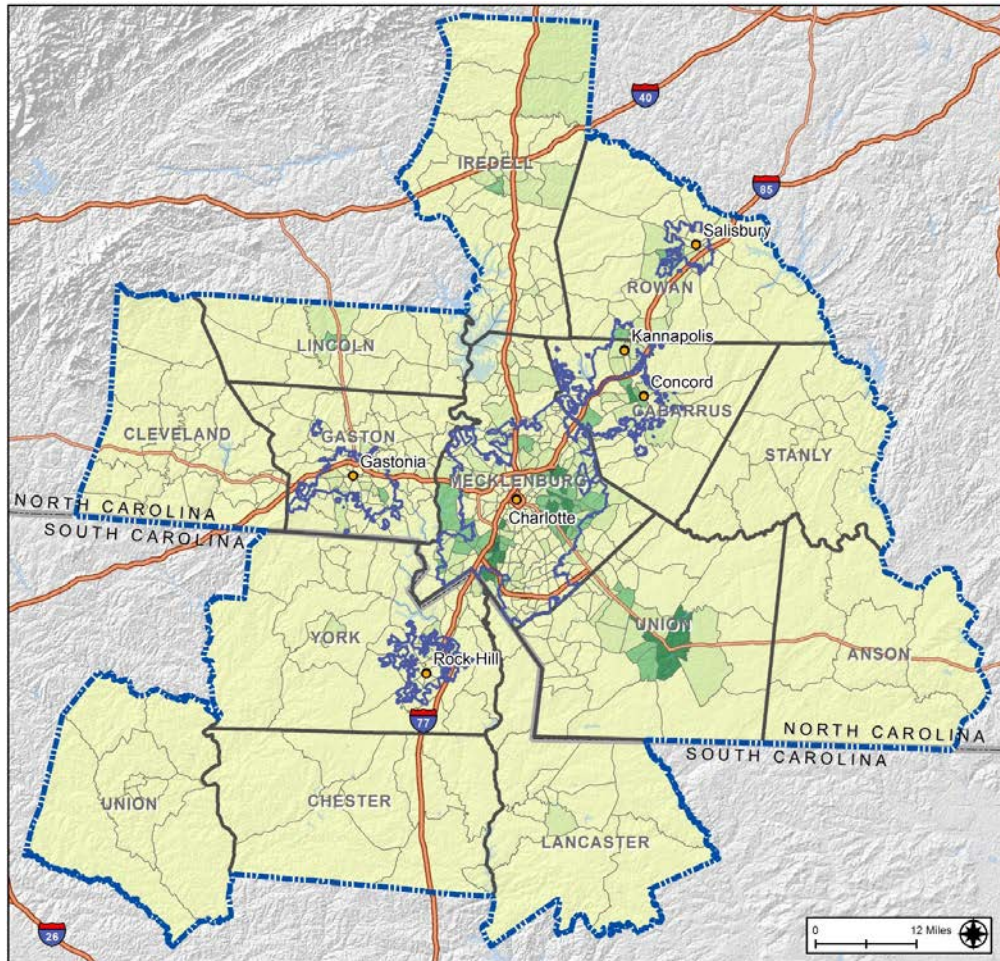 40
IREDELL
85
Salisbury
ROWAN
LINCOLN
Kannapolis
Concord
CABARRUS
CLEVELAND
GASTON
Gastonia
MECKLENBURG
STANLY
Charlotte
NORTH CAROLINA
SOUTH CAROLINA
YORK
UNION
Rock Hill
ANSON
77
NORTH CAROLINA
SOUTH CAROLINA
UNION
CHESTER
LANCASTER
26
0 12 Miles